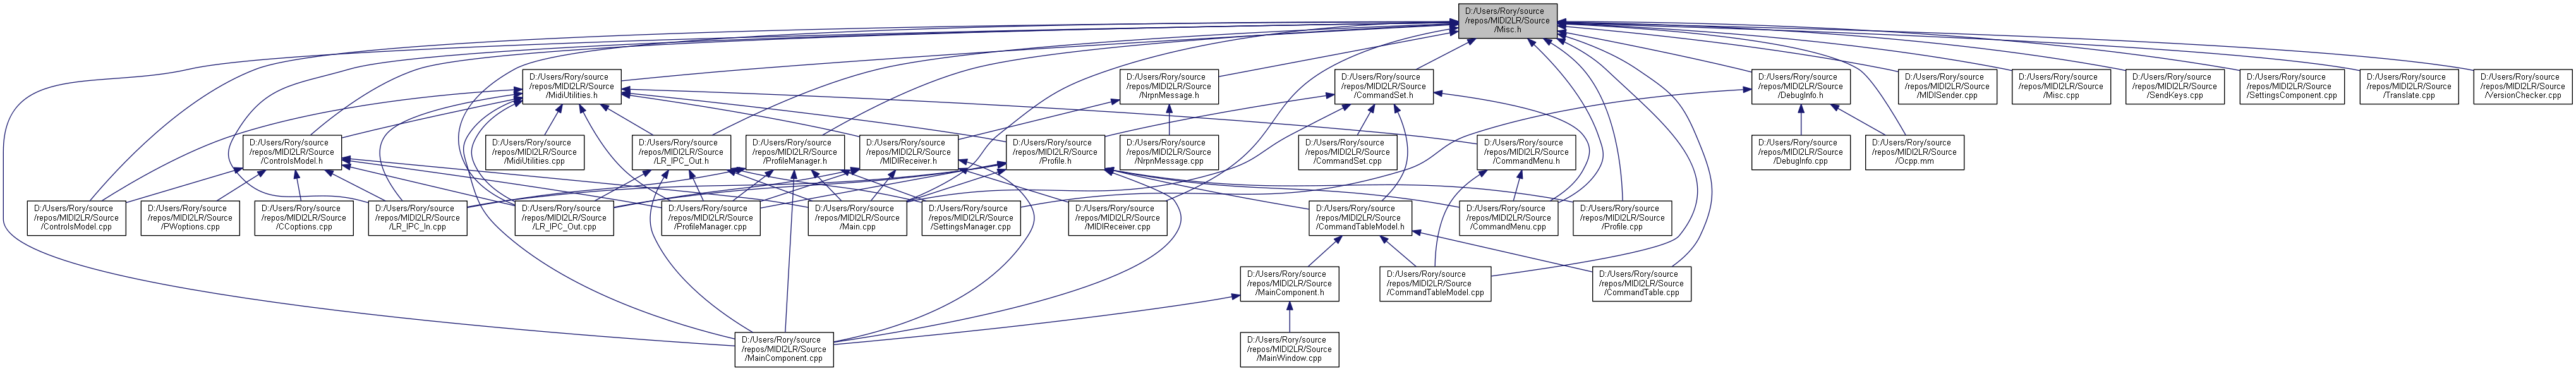 D:/Users/Rory/source
/repos/MIDI2LR/Source
/Misc.h
D:/Users/Rory/source
/repos/MIDI2LR/Source
/MidiUtilities.h
D:/Users/Rory/source
/repos/MIDI2LR/Source
/NrpnMessage.h
D:/Users/Rory/source
/repos/MIDI2LR/Source
/CommandSet.h
D:/Users/Rory/source
/repos/MIDI2LR/Source
/DebugInfo.h
D:/Users/Rory/source
/repos/MIDI2LR/Source
/MIDISender.cpp
D:/Users/Rory/source
/repos/MIDI2LR/Source
/Misc.cpp
D:/Users/Rory/source
/repos/MIDI2LR/Source
/SendKeys.cpp
D:/Users/Rory/source
/repos/MIDI2LR/Source
/SettingsComponent.cpp
D:/Users/Rory/source
/repos/MIDI2LR/Source
/Translate.cpp
D:/Users/Rory/source
/repos/MIDI2LR/Source
/VersionChecker.cpp
D:/Users/Rory/source
/repos/MIDI2LR/Source
/ControlsModel.h
D:/Users/Rory/source
/repos/MIDI2LR/Source
/MidiUtilities.cpp
D:/Users/Rory/source
/repos/MIDI2LR/Source
/LR_IPC_Out.h
D:/Users/Rory/source
/repos/MIDI2LR/Source
/ProfileManager.h
D:/Users/Rory/source
/repos/MIDI2LR/Source
/MIDIReceiver.h
D:/Users/Rory/source
/repos/MIDI2LR/Source
/Profile.h
D:/Users/Rory/source
/repos/MIDI2LR/Source
/NrpnMessage.cpp
D:/Users/Rory/source
/repos/MIDI2LR/Source
/CommandSet.cpp
D:/Users/Rory/source
/repos/MIDI2LR/Source
/CommandMenu.h
D:/Users/Rory/source
/repos/MIDI2LR/Source
/DebugInfo.cpp
D:/Users/Rory/source
/repos/MIDI2LR/Source
/Ocpp.mm
D:/Users/Rory/source
/repos/MIDI2LR/Source
/ControlsModel.cpp
D:/Users/Rory/source
/repos/MIDI2LR/Source
/PWoptions.cpp
D:/Users/Rory/source
/repos/MIDI2LR/Source
/CCoptions.cpp
D:/Users/Rory/source
/repos/MIDI2LR/Source
/LR_IPC_In.cpp
D:/Users/Rory/source
/repos/MIDI2LR/Source
/LR_IPC_Out.cpp
D:/Users/Rory/source
/repos/MIDI2LR/Source
/ProfileManager.cpp
D:/Users/Rory/source
/repos/MIDI2LR/Source
/Main.cpp
D:/Users/Rory/source
/repos/MIDI2LR/Source
/SettingsManager.cpp
D:/Users/Rory/source
/repos/MIDI2LR/Source
/MIDIReceiver.cpp
D:/Users/Rory/source
/repos/MIDI2LR/Source
/CommandTableModel.h
D:/Users/Rory/source
/repos/MIDI2LR/Source
/CommandMenu.cpp
D:/Users/Rory/source
/repos/MIDI2LR/Source
/Profile.cpp
D:/Users/Rory/source
/repos/MIDI2LR/Source
/MainComponent.h
D:/Users/Rory/source
/repos/MIDI2LR/Source
/CommandTableModel.cpp
D:/Users/Rory/source
/repos/MIDI2LR/Source
/CommandTable.cpp
D:/Users/Rory/source
/repos/MIDI2LR/Source
/MainComponent.cpp
D:/Users/Rory/source
/repos/MIDI2LR/Source
/MainWindow.cpp